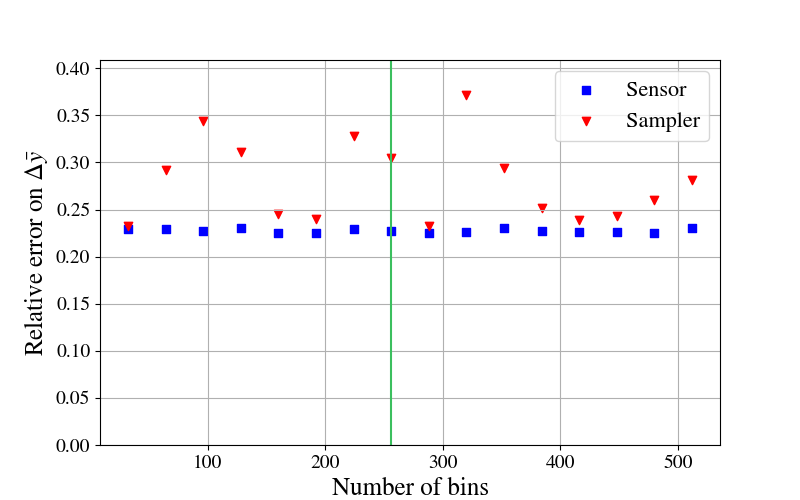 0.40
0.35
0.30
0.25
0.20
0.15
0.10
0.05
0.00
Relative error on Δȳ
Sensor
Sampler
100 200 300 400 500
Number of bins